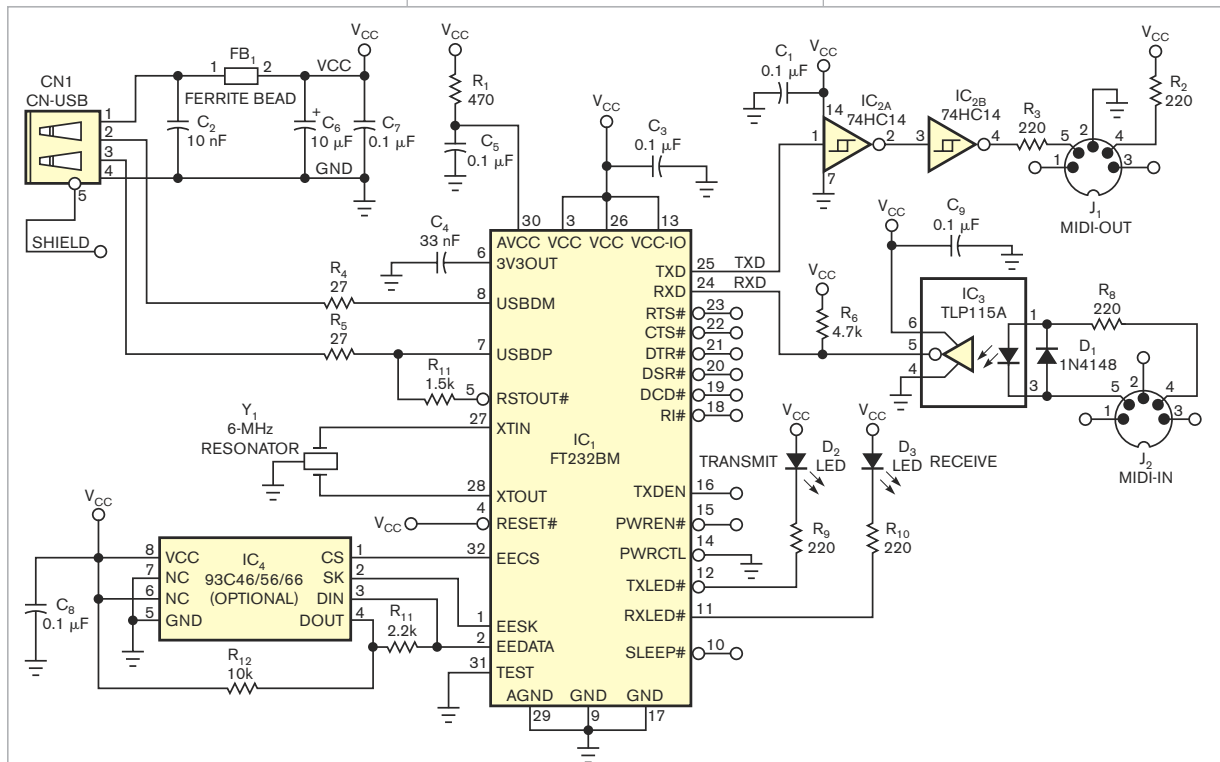 CN1
CN-USB
1
2
3
4
5
SHIELD
FB1
1 2
FERRITE BEAD
VCC
VCC
C2
10 nF
+
C6
10 µF
C7
0.1 µF
GND
VCC
R1
470
C5
0.1 µF
VCC
C3
0.1 µF
C4
33 nF
R4
27
R5
27
R11
1.5k
Y1
6-MHz
RESONATOR
VCC
30
3
26
13
AVCC
VCC
VCC
VCC-IO
6
3V3OUT
8
USBDM
7
USBDP
5
RSTOUT#
27
XTIN
28
XTOUT
4
RESET#
32
EECS
1
EESK
2
EEDATA
31
TEST
AGND
GND
GND
29
9
17
IC1
FT232BM
TXD
25
TXD
RXD
24
RXD
RTS#
23
CTS#
22
DTR#
21
DSR#
20
DCD#
19
RI#
18
TXDEN
16
PWREN#
15
PWRCTL
14
TXLED#
12
RXLED#
11
SLEEP#
10
VCC
C8
0.1 µF
8
VCC
7
NC
6
NC
5
GND
IC4
93C46/56/66
(OPTIONAL)
CS
1
SK
2
DIN
3
DOUT
4
R11
2.2k
R12
10k
C1
0.1 µF
VCC
14
IC2A
74HC14
1
2
7
IC2B
74HC14
3
4
R3
220
VCC
R2
220
5
2
4
1
3
J1
MIDI-OUT
VCC
C9
0.1 µF
VCC
R6
4.7k
IC3
TLP115A
6
5
4
1
3
D1
1N4148
R8
220
5
2
4
1
3
J2
MIDI-IN
VCC
TRANSMIT
D2
LED
R9
220
VCC
D3
LED
RECEIVE
R10
220